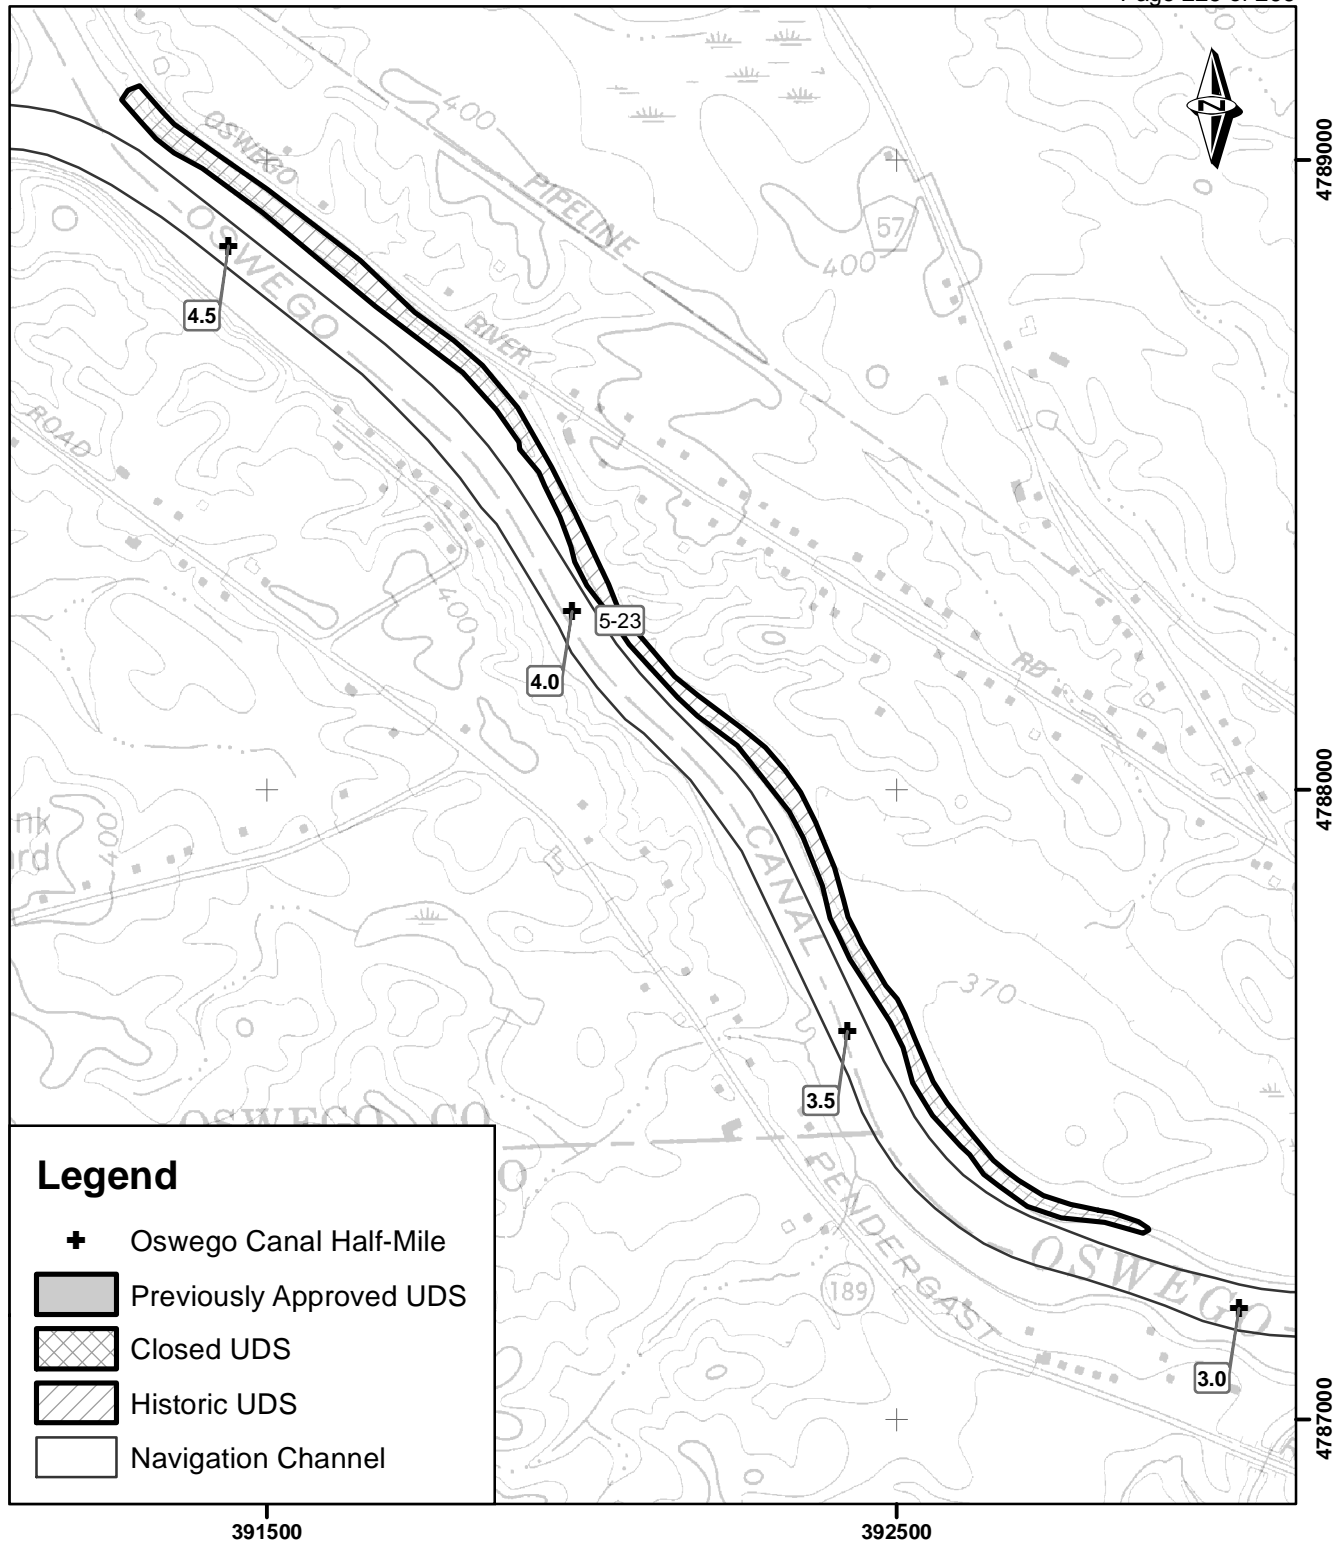 400
OSWEGO
PIPELINE
N
57
400
4789000
OSWEGO
4.5
RIVER
ROAD
400
5-23
4.0
RD
4788000
400
CANAL
370
3.5
OSWEGO CO
PENDERGAST
189
OSWEGO
3.0
Legend
Oswego Canal Half-Mile
Previously Approved UDS
Closed UDS
Historic UDS
Navigation Channel
4787000
391500
392500